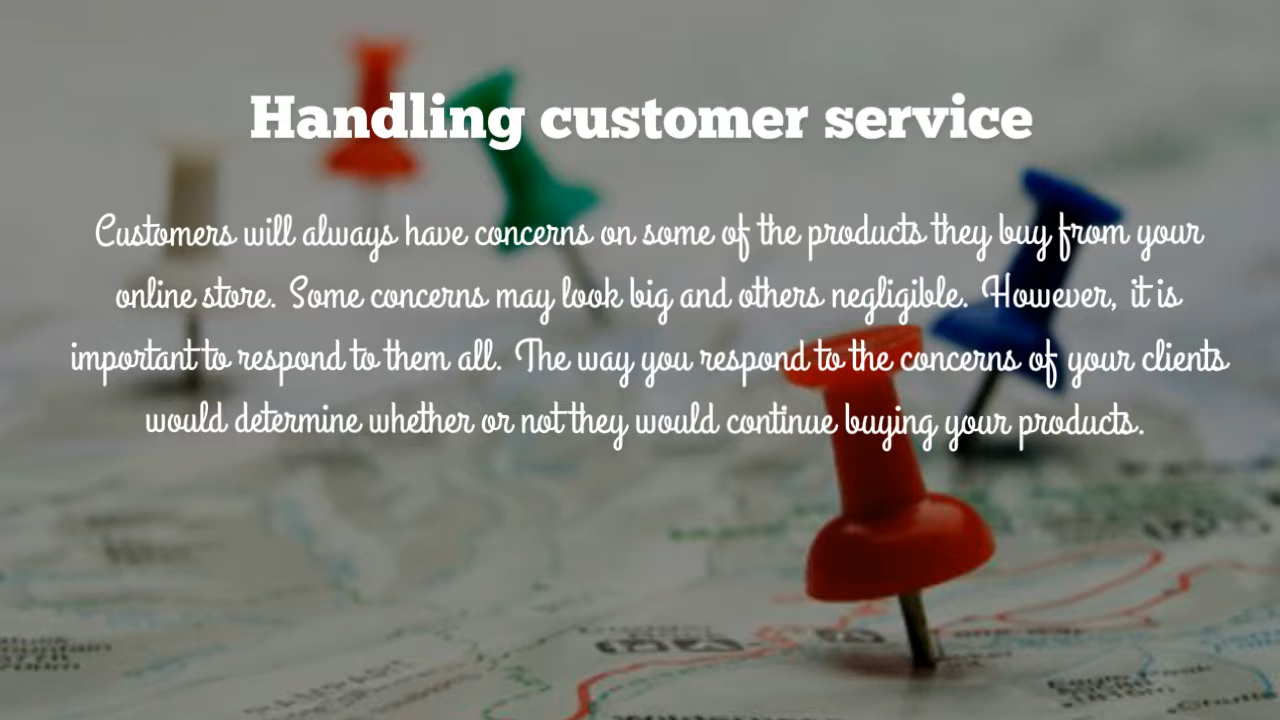 Handling customer service
Customers will always have concerns on some of the products they buy from your
online store. Some concerns may look big and others negligible. However, it is
important to respond to them all. The way you respond to the concerns of your clients
would determine whether or not they would continue buying your products.